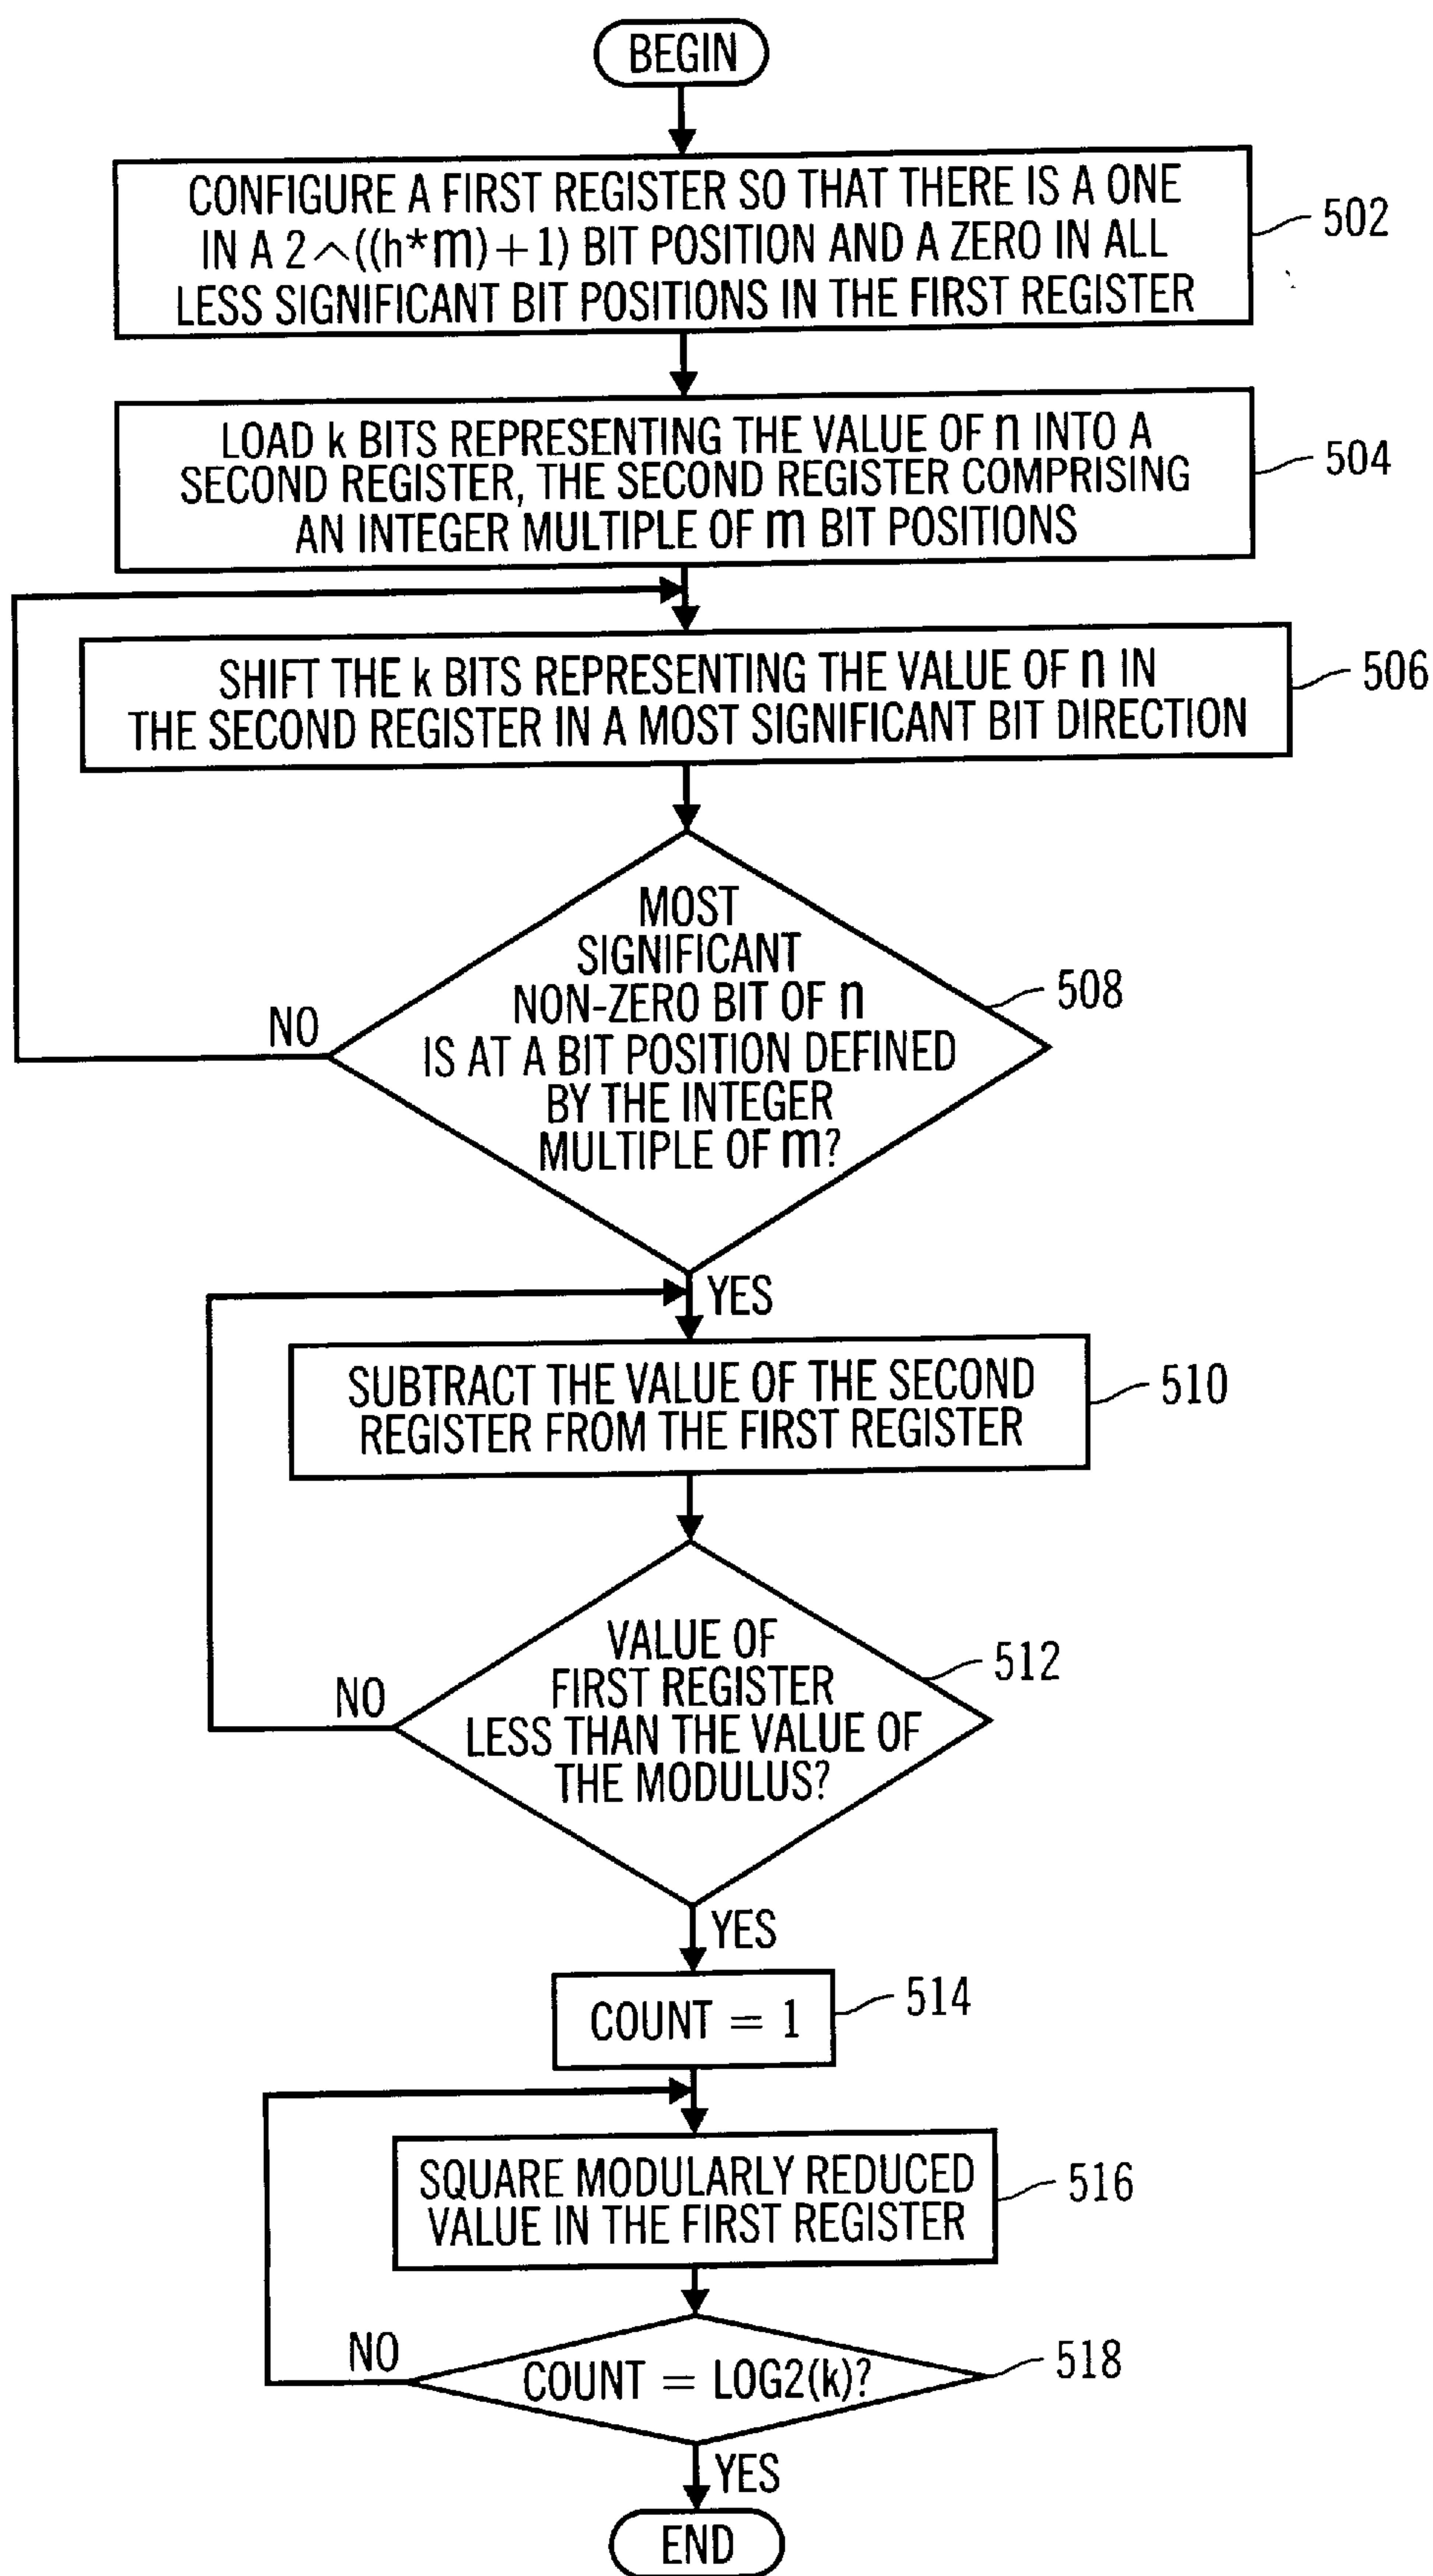 BEGIN
CONFIGURE A FIRST REGISTER SO THAT THERE IS A ONE
IN A 2^((h*m)+1) BIT POSITION AND A ZERO IN ALL
LESS SIGNIFICANT BIT POSITIONS IN THE FIRST REGISTER
502
LOAD k BITS REPRESENTING THE VALUE OF n INTO A
SECOND REGISTER, THE SECOND REGISTER COMPRISING
AN INTEGER MULTIPLE OF m BIT POSITIONS
504
SHIFT THE k BITS REPRESENTING THE VALUE OF n IN
THE SECOND REGISTER IN A MOST SIGNIFICANT BIT DIRECTION
506
MOST
SIGNIFICANT
NON-ZERO BIT OF n
IS AT A BIT POSITION DEFINED
BY THE INTEGER
MULTIPLE OF m?
508
NO
YES
SUBTRACT THE VALUE OF THE SECOND
REGISTER FROM THE FIRST REGISTER
510
VALUE OF
FIRST REGISTER
LESS THAN THE VALUE OF
THE MODULUS?
512
NO
YES
COUNT = 1
514
SQUARE MODULARLY REDUCED
VALUE IN THE FIRST REGISTER
516
NO
COUNT = LOG2(k)?
518
YES
END